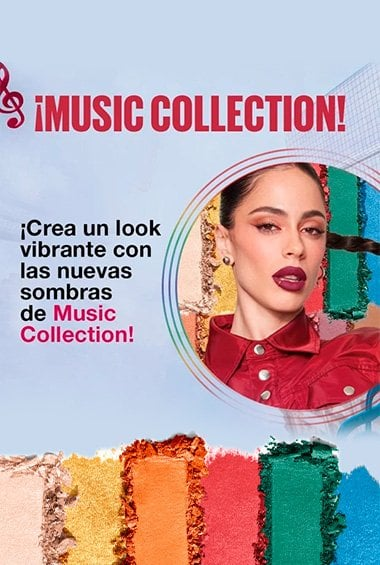 ¡MUSIC COLLECTION!
¡Crea un look
vibrante con
las nuevas
sombras
de Music
Collection!